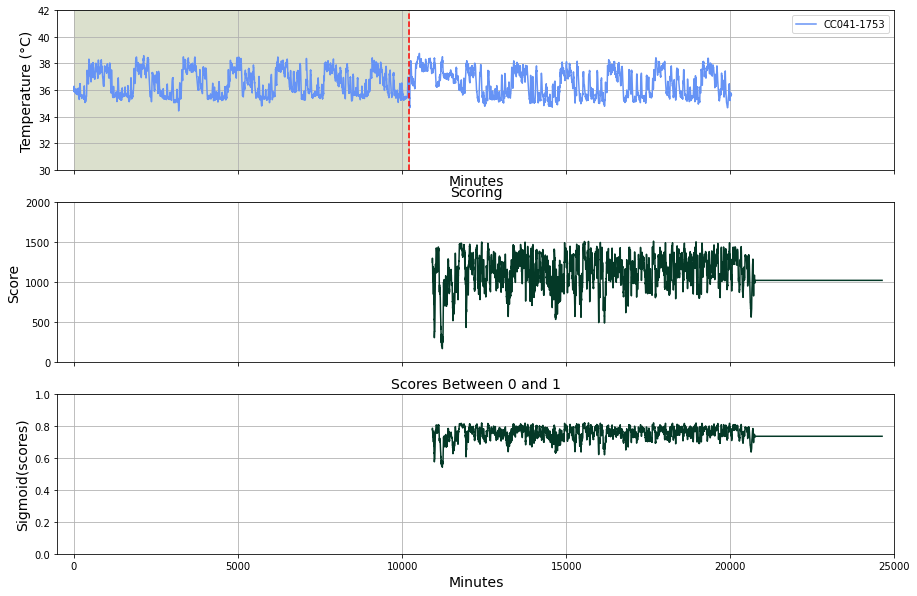 42
40
38
36
34
32
30
Temperature (°C)
CC041-1753
Minutes
Scoring
2000
1500
1000
500
0
Score
Scores Between 0 and 1
1.0
0.8
0.6
0.4
0.2
0.0
Sigmoid(scores)
0 5000 10000 15000 20000 25000
Minutes